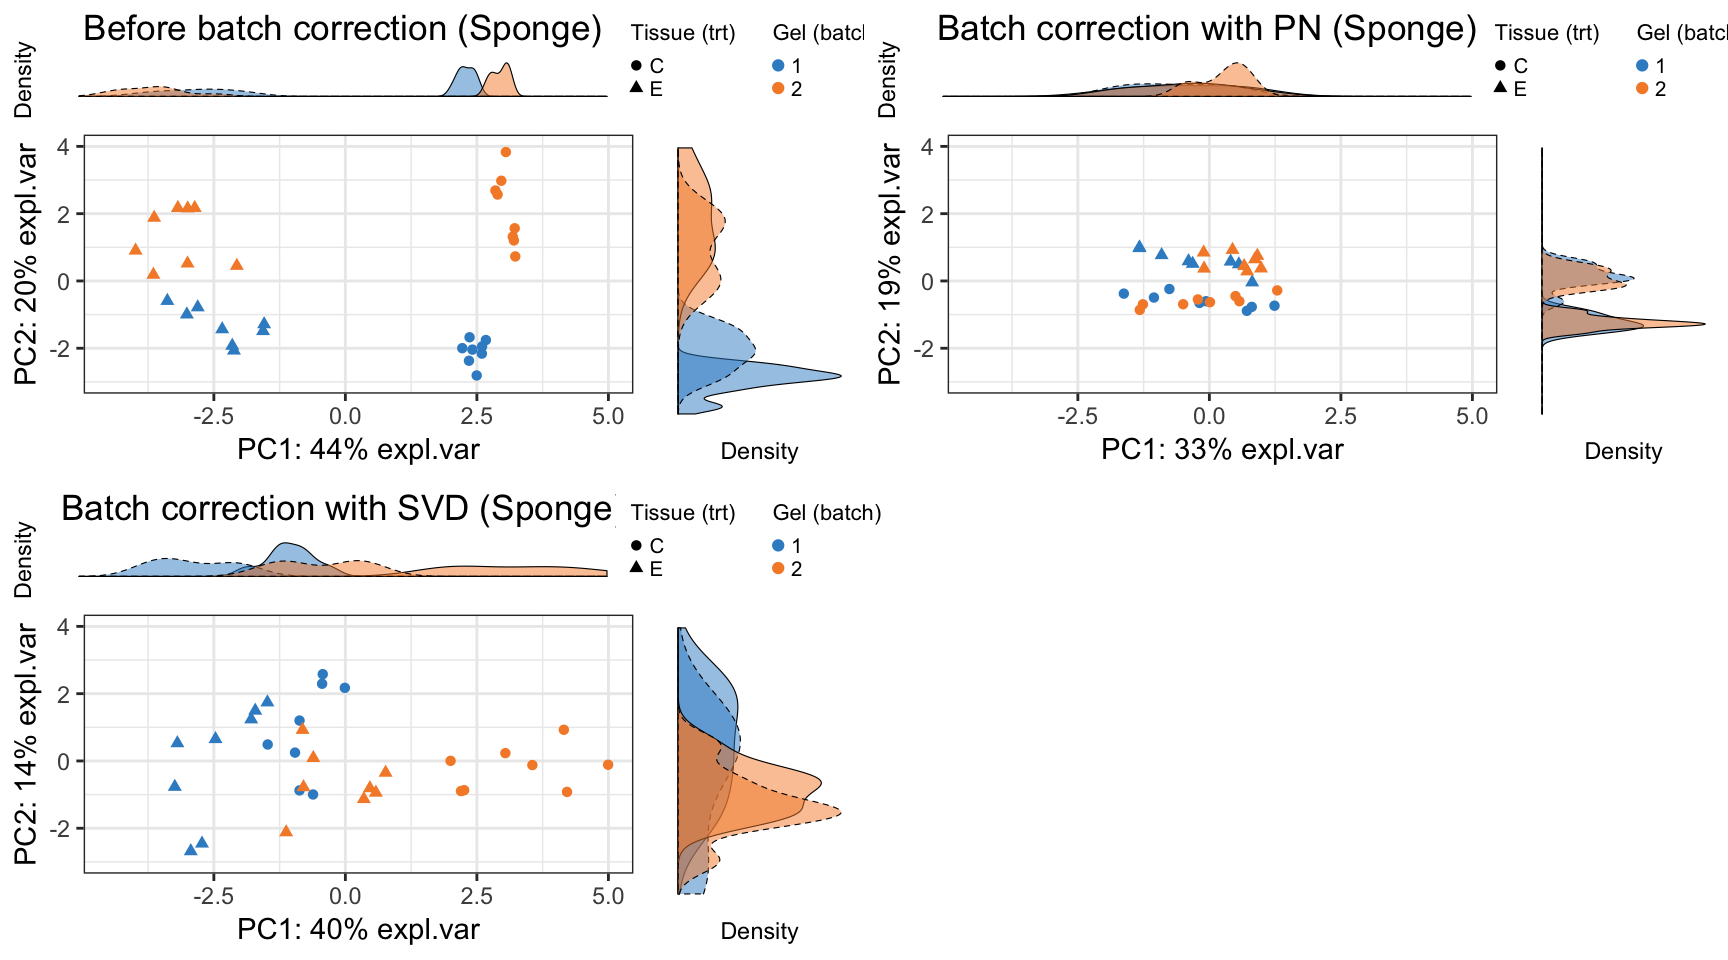 Before batch correction (Sponge)
Tissue (trt)
C
E
Gel (batch
1
2
Density
PC2: 20% expl.var
4
2
0
-2
-2.5
0.0
2.5
5.0
PC1: 44% expl.var
Density
Batch correction with PN (Sponge)
Tissue (trt)
C
E
Gel (batch
1
2
Density
PC2: 19% expl.var
4
2
0
-2
-2.5
0.0
2.5
5.0
PC1: 33% expl.var
Density
Batch correction with SVD (Sponge
Tissue (trt)
C
E
Gel (batch)
1
2
Density
PC2: 14% expl.var
4
2
0
-2
-2.5
0.0
2.5
5.0
PC1: 40% expl.var
Density